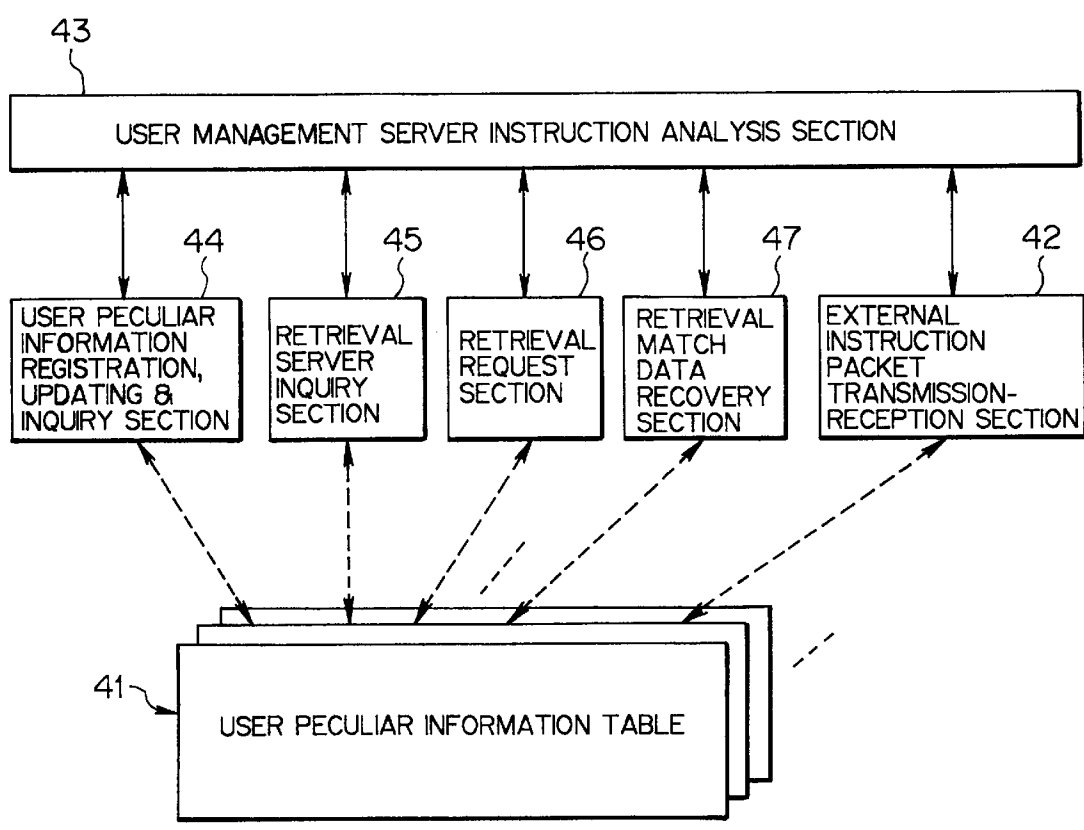 43
USER MANAGEMENT SERVER INSTRUCTION ANALYSIS SECTION
44
USER PECULIAR
INFORMATION
REGISTRATION,
UPDATING &
INQUIRY SECTION
45
RETRIEVAL
SERVER
INQUIRY
SECTION
46
RETRIEVAL
REQUEST
SECTION
47
RETRIEVAL
MATCH
DATA
RECOVERY
SECTION
42
EXTERNAL
INSTRUCTION
PACKET
TRANSMISSION-
RECEPTION SECTION
41
USER PECULIAR INFORMATION TABLE